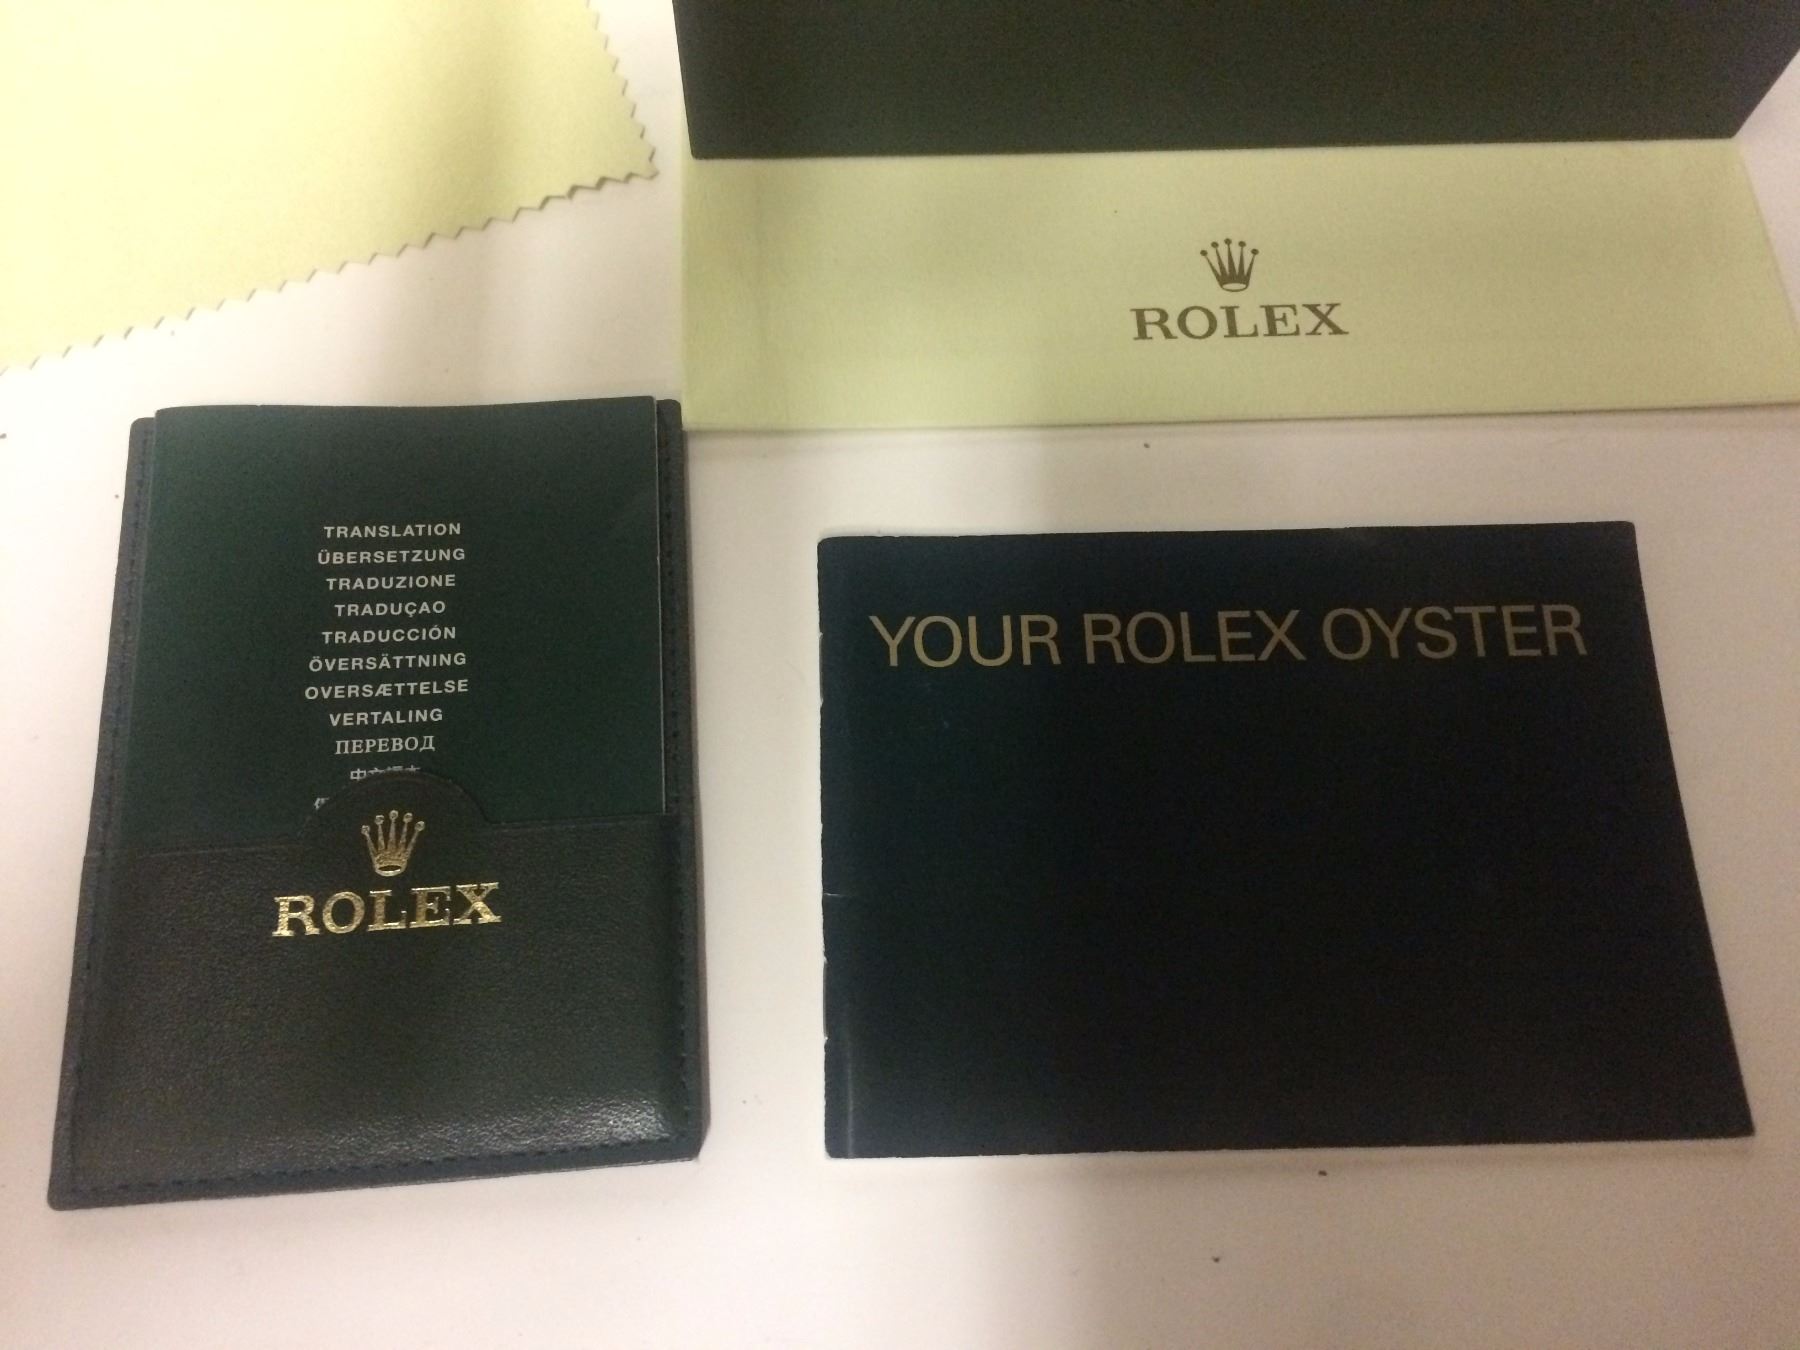 ROLEX
TRANSLATION
ÜBERSETZUNG
TRADUZIONE
TRADUÇAO
TRADUCCIÓN
ÖVERSÄTTNING
OVERSÆTTELSE
VERTALING
ПЕРЕВОД
ROLEX
YOUR ROLEX OYSTER